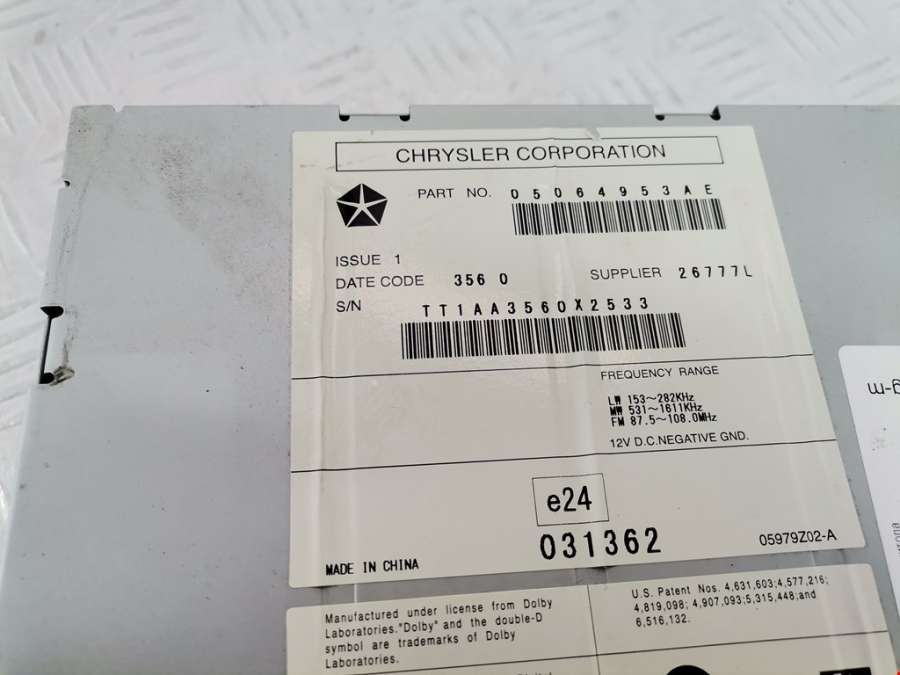 CHRYSLER CORPORATION
PART NO. 05064953AE
ISSUE 1
DATE CODE 356 0 SUPPLIER 26777L
S/N TT1AA3560X2533
FREQUENCY RANGE
LW 153~282KHz
MW 531~1611KHz
FM 87.5~108.0MHz
12V D.C.NEGATIVE GND.
e24
031362
05979Z02-A
MADE IN CHINA
Manufactured under license from Dolby
Laboratories."Dolby" and the double-D
symbol are trademarks of Dolby
Laboratories.
U.S. Patent Nos. 4,631,603;4,577,216;
4,819,098; 4,907,093;5,315,448;and
6,516,132.